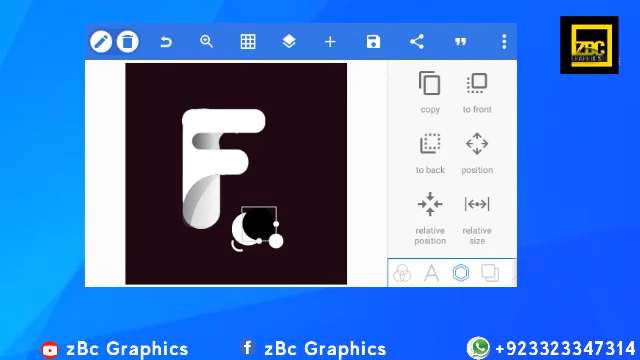 zBC
GRAPHICS
F
copy
to front
to back
position
relative
position
relative
size
A
zBc Graphics
zBc Graphics
+923323347314